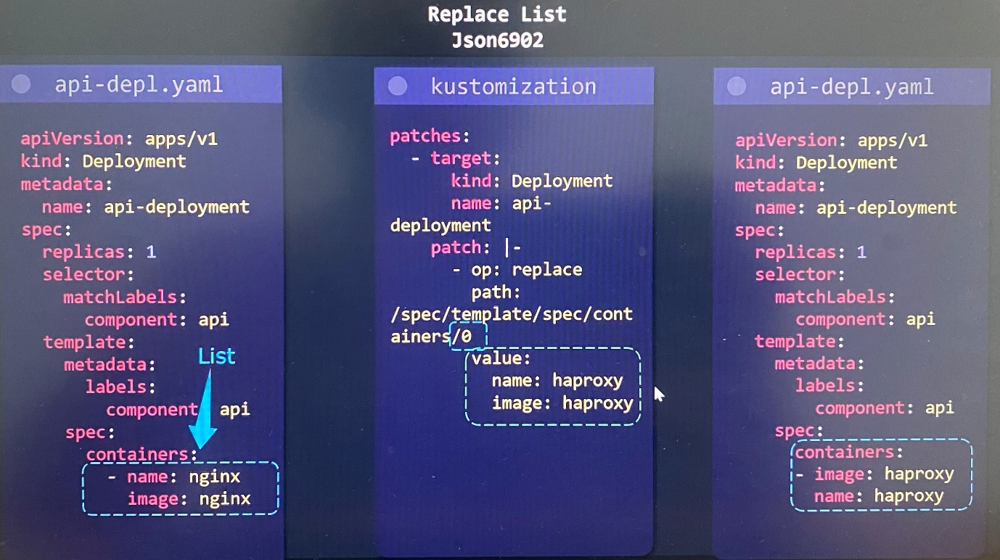 Replace List
Json6902
api-depl.yaml
apiVersion: apps/v1
kind: Deployment
metadata:
  name: api-deployment
spec:
  replicas: 1
  selector:
    matchLabels:
      component: api
  template:
    metadata:
      labels:
        component api
    spec:
      containers:
        - name: nginx
          image: nginx
List
kustomization
patches:
  - target:
      kind: Deployment
      name: api-
deployment
    patch: |-
      - op: replace
        path:
/spec/template/spec/cont
ainers/0
        value:
          name: haproxy
          image: haproxy
api-depl.yaml
apiVersion: apps/v1
kind: Deployment
metadata:
  name: api-deployment
spec:
  replicas: 1
  selector:
    matchLabels:
      component: api
  template:
    metadata:
      labels:
        component: api
    spec:
      containers:
      - image: haproxy
        name: haproxy